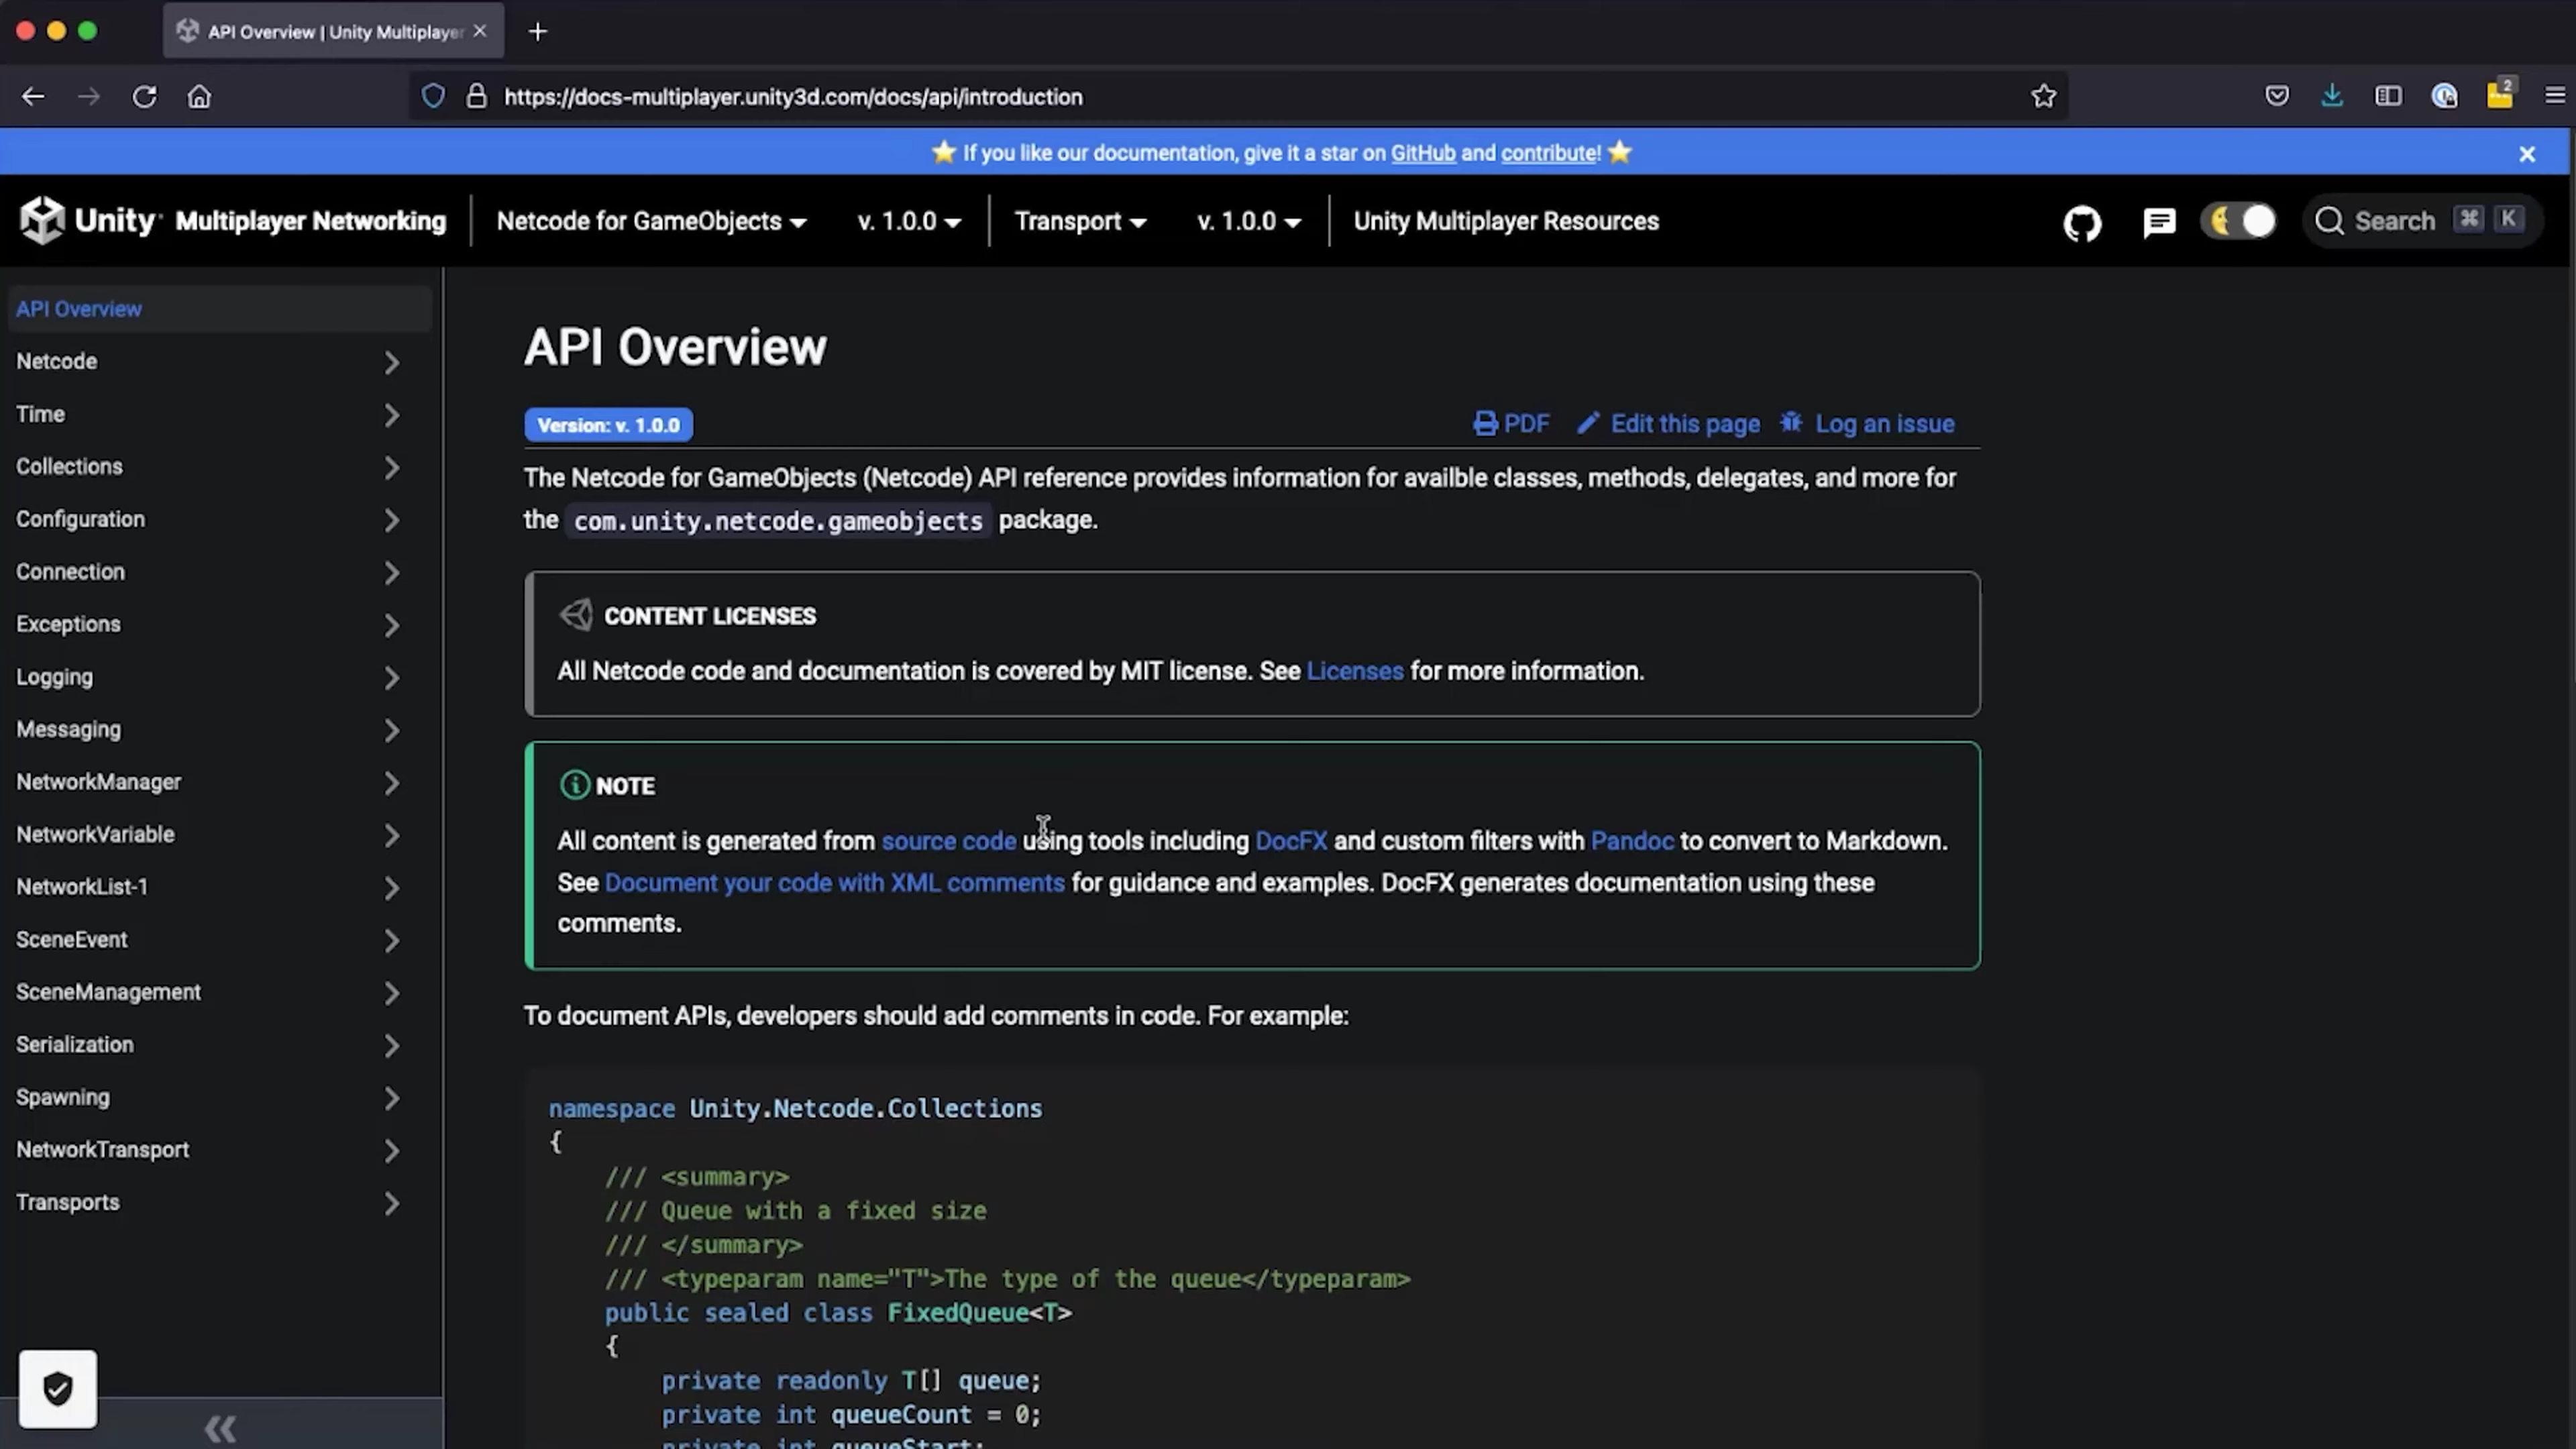 API Overview | Unity Multiplayer
https://docs-multiplayer.unity3d.com/docs/api/introduction
2
⭐ If you like our documentation, give it a star on GitHub and contribute! ⭐
Unity Multiplayer Networking Netcode for GameObjects v. 1.0.0 Transport v. 1.0.0 Unity Multiplayer Resources Search ⌘ K
API Overview
Netcode
Time
Collections
Configuration
Connection
Exceptions
Logging
Messaging
NetworkManager
NetworkVariable
NetworkList-1
SceneEvent
SceneManagement
Serialization
Spawning
NetworkTransport
Transports
API Overview
Version: v. 1.0.0 PDF Edit this page Log an issue
The Netcode for GameObjects (Netcode) API reference provides information for availble classes, methods, delegates, and more for
the com.unity.netcode.gameobjects package.
CONTENT LICENSES
All Netcode code and documentation is covered by MIT license. See Licenses for more information.
NOTE
All content is generated from source code using tools including DocFX and custom filters with Pandoc to convert to Markdown.
See Document your code with XML comments for guidance and examples. DocFX generates documentation using these
comments.
To document APIs, developers should add comments in code. For example:
namespace Unity.Netcode.Collections
{
/// <summary>
/// Queue with a fixed size
/// </summary>
/// <typeparam name="T">The type of the queue</typeparam>
public sealed class FixedQueue<T>
{
private readonly T[] queue;
private int queueCount = 0;
private int queueStart;